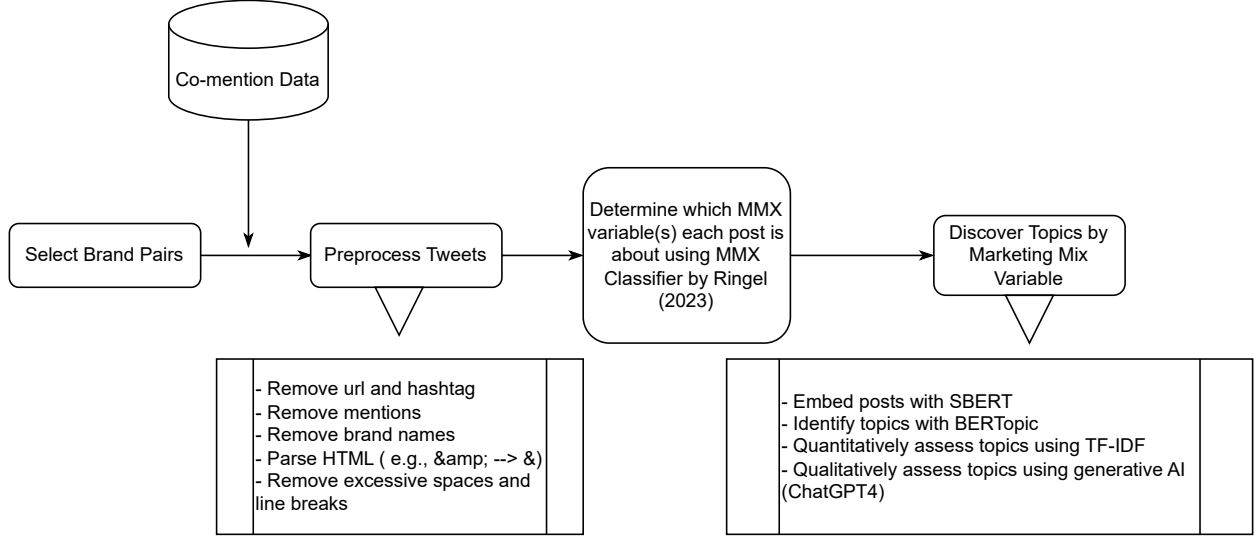 Co-mention Data
Select Brand Pairs
Preprocess Tweets
Determine which MMX
variable(s) each post is
about using MMX
Classifier by Ringel
(2023)
Discover Topics by
Marketing Mix
Variable
- Remove url and hashtag
- Remove mentions
- Remove brand names
- Parse HTML ( e.g., &amp; --> &)
- Remove excessive spaces and
line breaks
- Embed posts with SBERT
- Identify topics with BERTopic
- Quantitatively assess topics using TF-IDF
- Qualitatively assess topics using generative AI
(ChatGPT4)